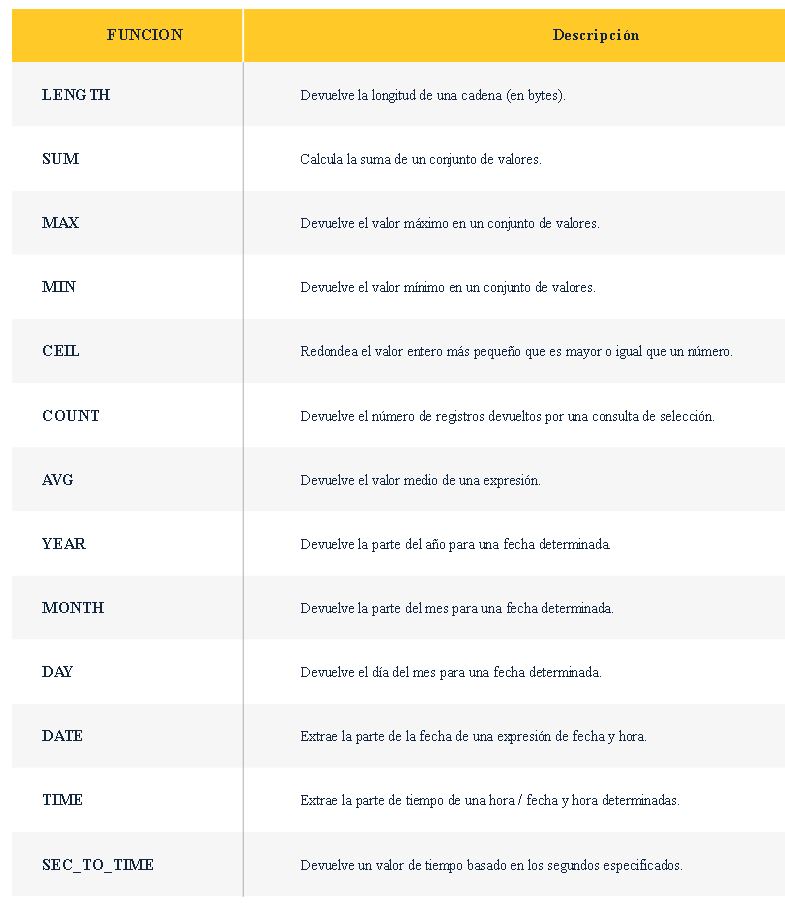 FUNCION Descripción
LENGTH Devuelve la longitud de una cadena (en bytes).
SUM Calcula la suma de un conjunto de valores.
MAX Devuelve el valor máximo en un conjunto de valores.
MIN Devuelve el valor mínimo en un conjunto de valores.
CEIL Redondea el valor entero más pequeño que es mayor o igual que un número.
COUNT Devuelve el número de registros devueltos por una consulta de selección.
AVG Devuelve el valor medio de una expresión.
YEAR Devuelve la parte del año para una fecha determinada.
MONTH Devuelve la parte del mes para una fecha determinada.
DAY Devuelve el día del mes para una fecha determinada.
DATE Extrae la parte de la fecha de una expresión de fecha y hora.
TIME Extrae la parte de tiempo de una hora / fecha y hora determinadas.
SEC_TO_TIME Devuelve un valor de tiempo basado en los segundos especificados.